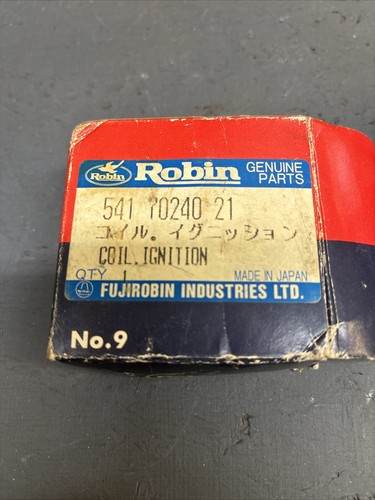 Robin
Robin GENUINE PARTS
541 70240 21
コイル。イグニッション
COIL.IGNITION
QTY 1 MADE IN JAPAN
FUJIROBIN INDUSTRIES LTD.
No.9